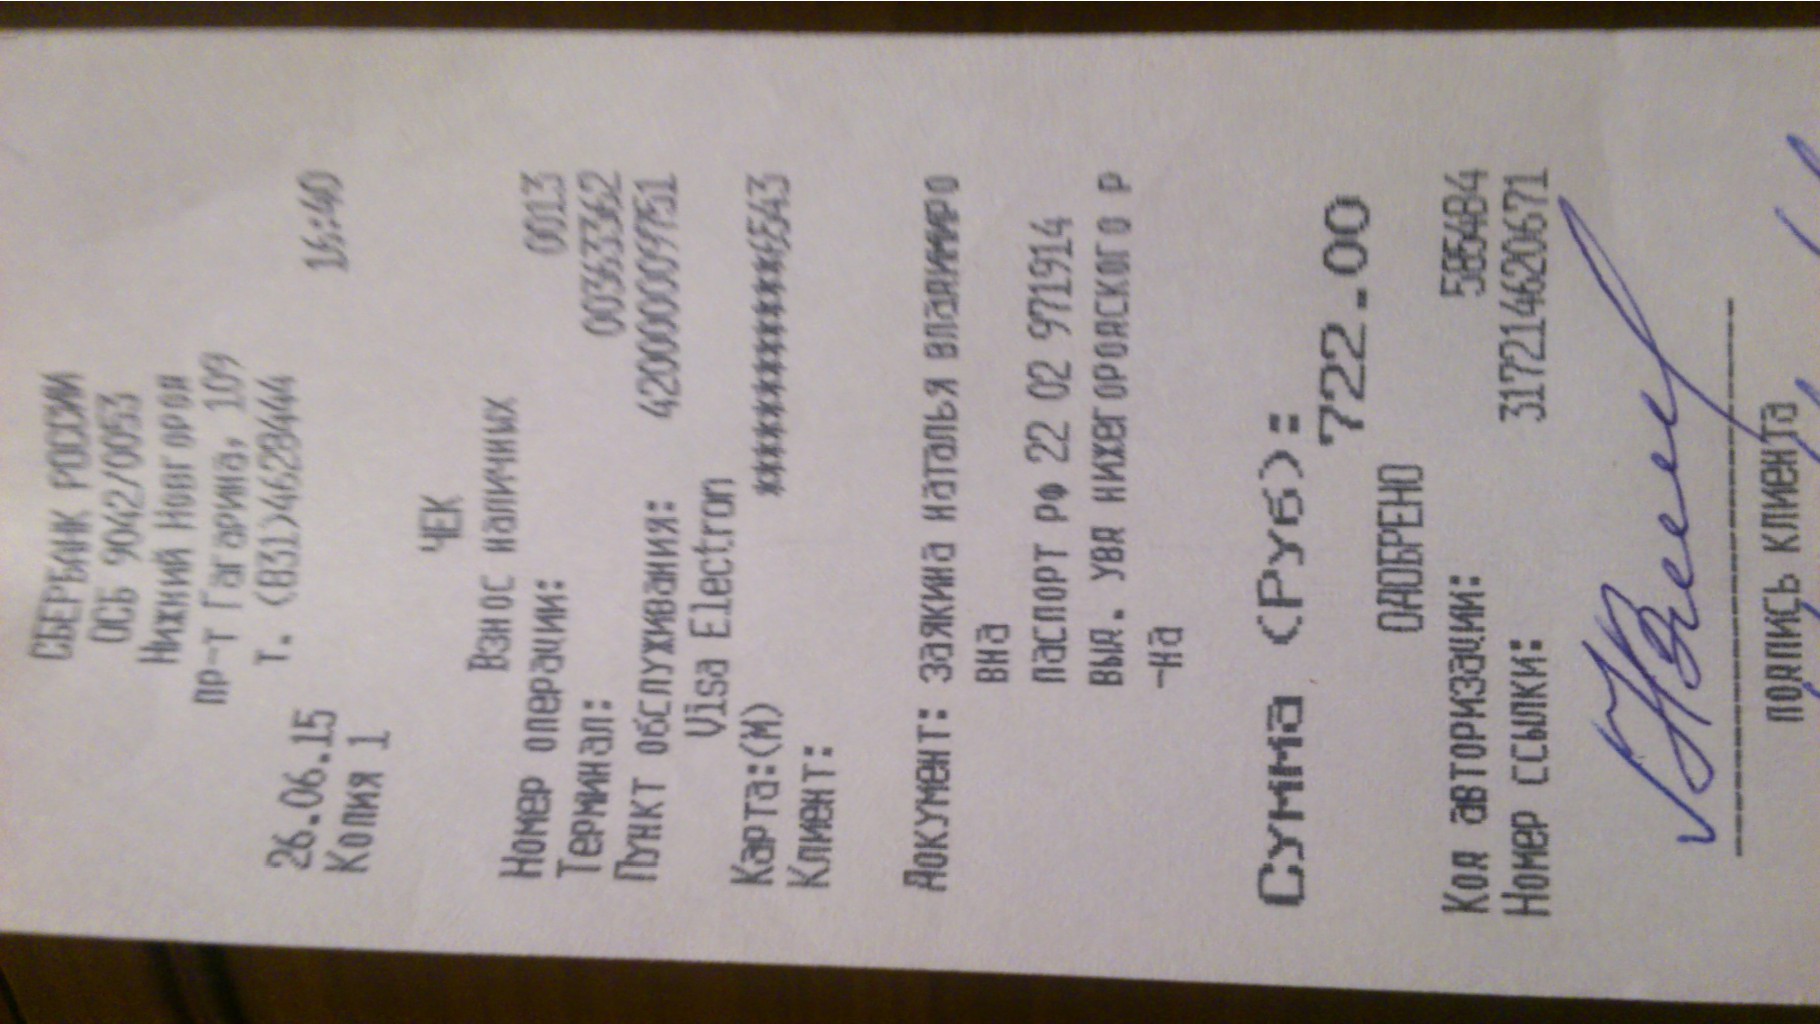 СБЕРБАНК РОССИИ
ОСБ 9042/0053
Нижний Новгород
пр-т Гагарина, 109
т. (831)4628444
26.06.15 16:40
Копия 1
ЧЕК
Взнос наличных
Номер операции: 0013
Терминал: 00363362
Пункт обслуживания: 420000009751
Visa Electron
Карта:(М) ************6543
Клиент:
Документ: заякина наталья владимиро
вна
паспорт РФ 22 02 971914
выд. увд нижегородского р
-на
Сумма (Руб):
722.00
ОДОБРЕНО
Код авторизации: 585484
Номер ссылки: 317214620671
подпись клиента